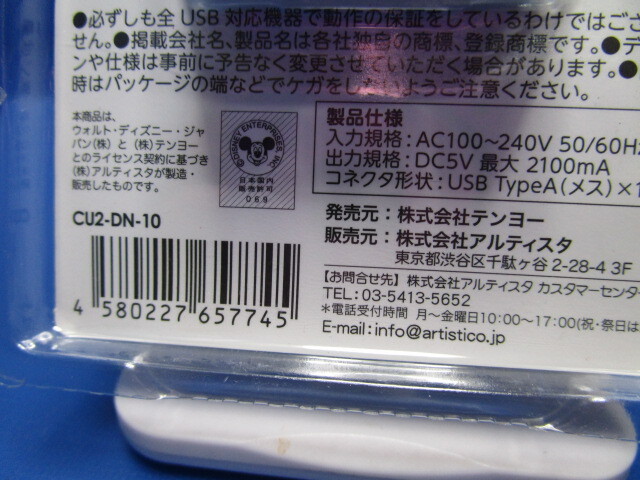 ●必ずしも全 USB 対応機器で動作の保証をしているわけではご
せん。●掲載会社名、製品名は各社独自の商標、登録商標です。●デ
ンや仕様は事前に予告なく変更させていただく場合があります。●
時はパッケージの端などでケガをしないようご注意ください。
本商品は、
ウォルト・ディズニー・ジャ
パン(株)と(株)テンヨー
とのライセンス契約に基づき
(株)アルティスタが製造・
販売したものです。
DISNEY ENTERPRISES INC.
日本国内
販売許可
069
製品仕様
入力規格:AC100~240V 50/60Hz
出力規格:DC5V 最大 2100mA
コネクタ形状:USB TypeA(メス)×1
CU2-DN-10
4 580227 657745
発売元:株式会社テンヨー
販売元:株式会社アルティスタ
東京都渋谷区千駄ヶ谷 2-28-4 3F
【お問合せ先】株式会社アルティスタ カスタマーセンター
TEL:03-5413-5652
*電話受付時間 月~金曜日10:00~17:00(祝・祭日は
E-mail:info@artistico.jp